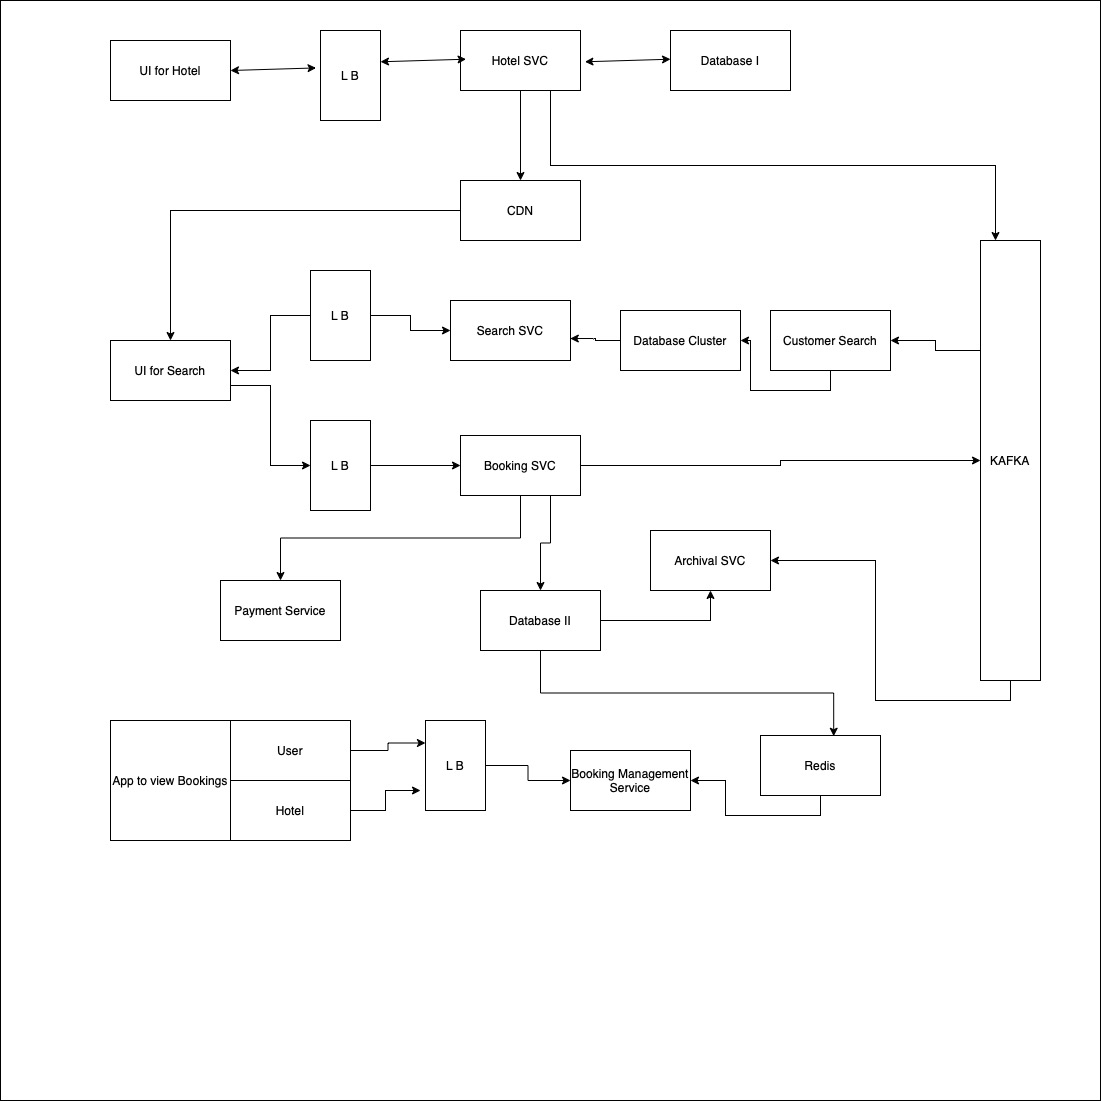 UI for Hotel
L B
Hotel SVC
Database I
CDN
L B
Search SVC
Database Cluster
Customer Search
UI for Search
L B
Booking SVC
KAFKA
Archival SVC
Payment Service
Database II
User
App to view Bookings
Hotel
L B
Booking Management
Service
Redis